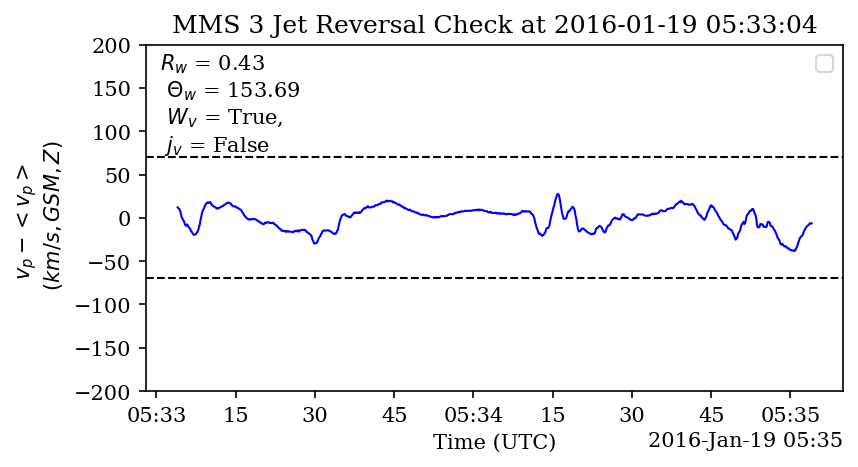 MMS 3 Jet Reversal Check at 2016-01-19 05:33:04
200
150
100
50
0
−50
−100
−150
−200
v_p − < v_p >
(km/s, GSM, Z)
R_w = 0.43
Θ_w = 153.69
W_v = True,
j_v = False
05:33 15 30 45 05:34 15 30 45 05:35
Time (UTC)
2016-Jan-19 05:35